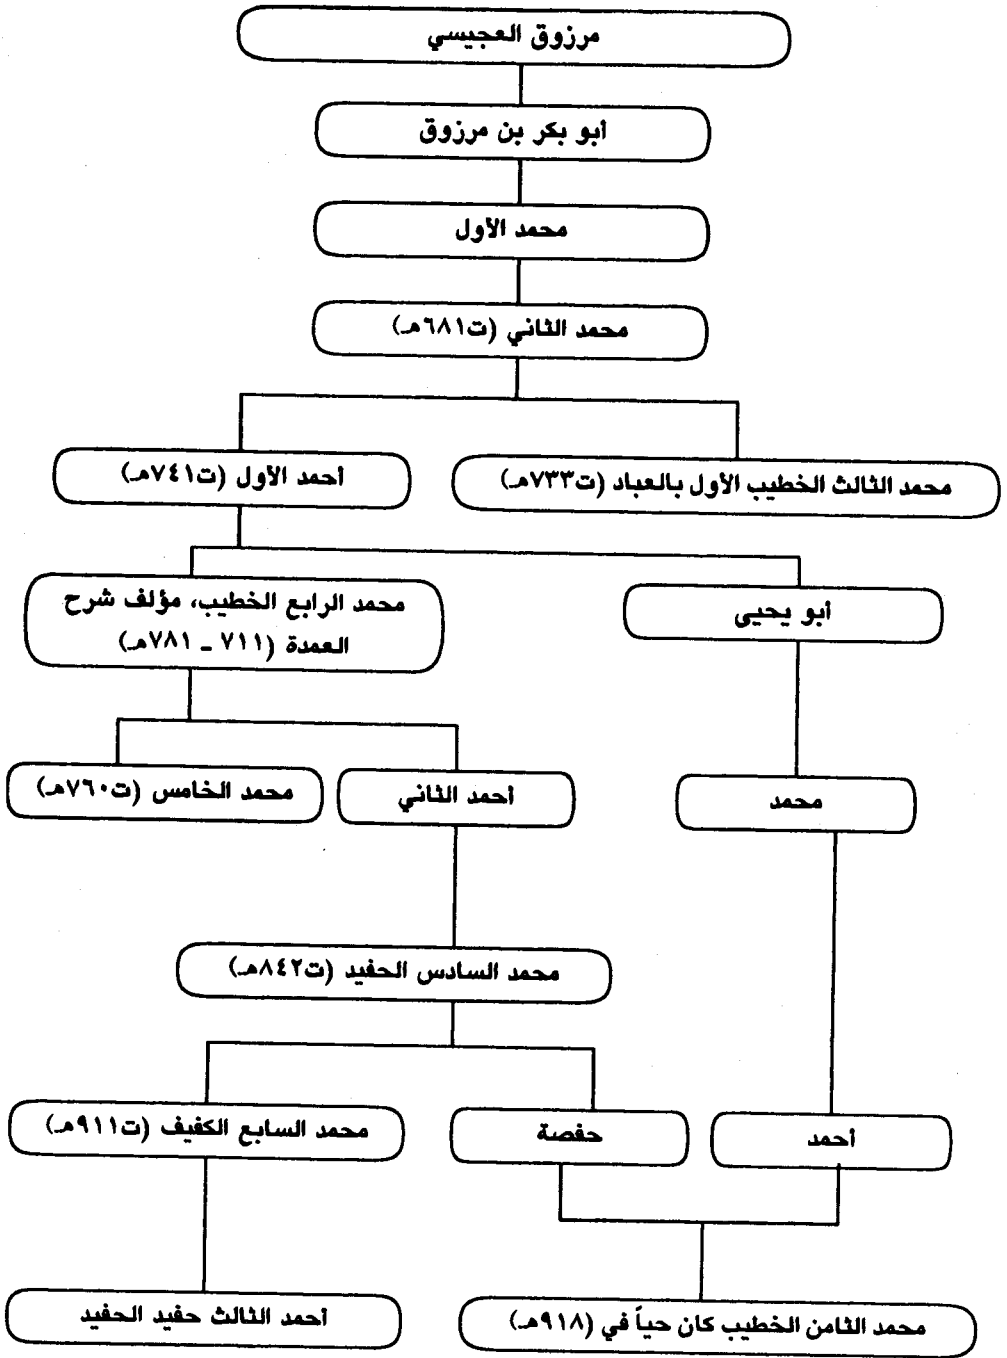 مرزوق العجيسي
أبو بكر بن مرزوق
محمد الأول
محمد الثاني (ت٦٨١هـ)
محمد الثالث الخطيب الأول بالعباد (ت٧٣٣هـ)
أحمد الأول (ت٧٤١هـ)
أبو يحيى
محمد الرابع الخطيب، مؤلف شرح
العمدة (٧١١ ـ ٧٨١هـ)
محمد
أحمد الثاني
محمد الخامس (ت٧٦٠هـ)
محمد السادس الحفيد (ت٨٤٢هـ)
أحمد
حفصة
محمد السابع الكفيف (ت٩١١هـ)
محمد الثامن الخطيب كان حياً في (٩١٨هـ)
أحمد الثالث حفيد الحفيد